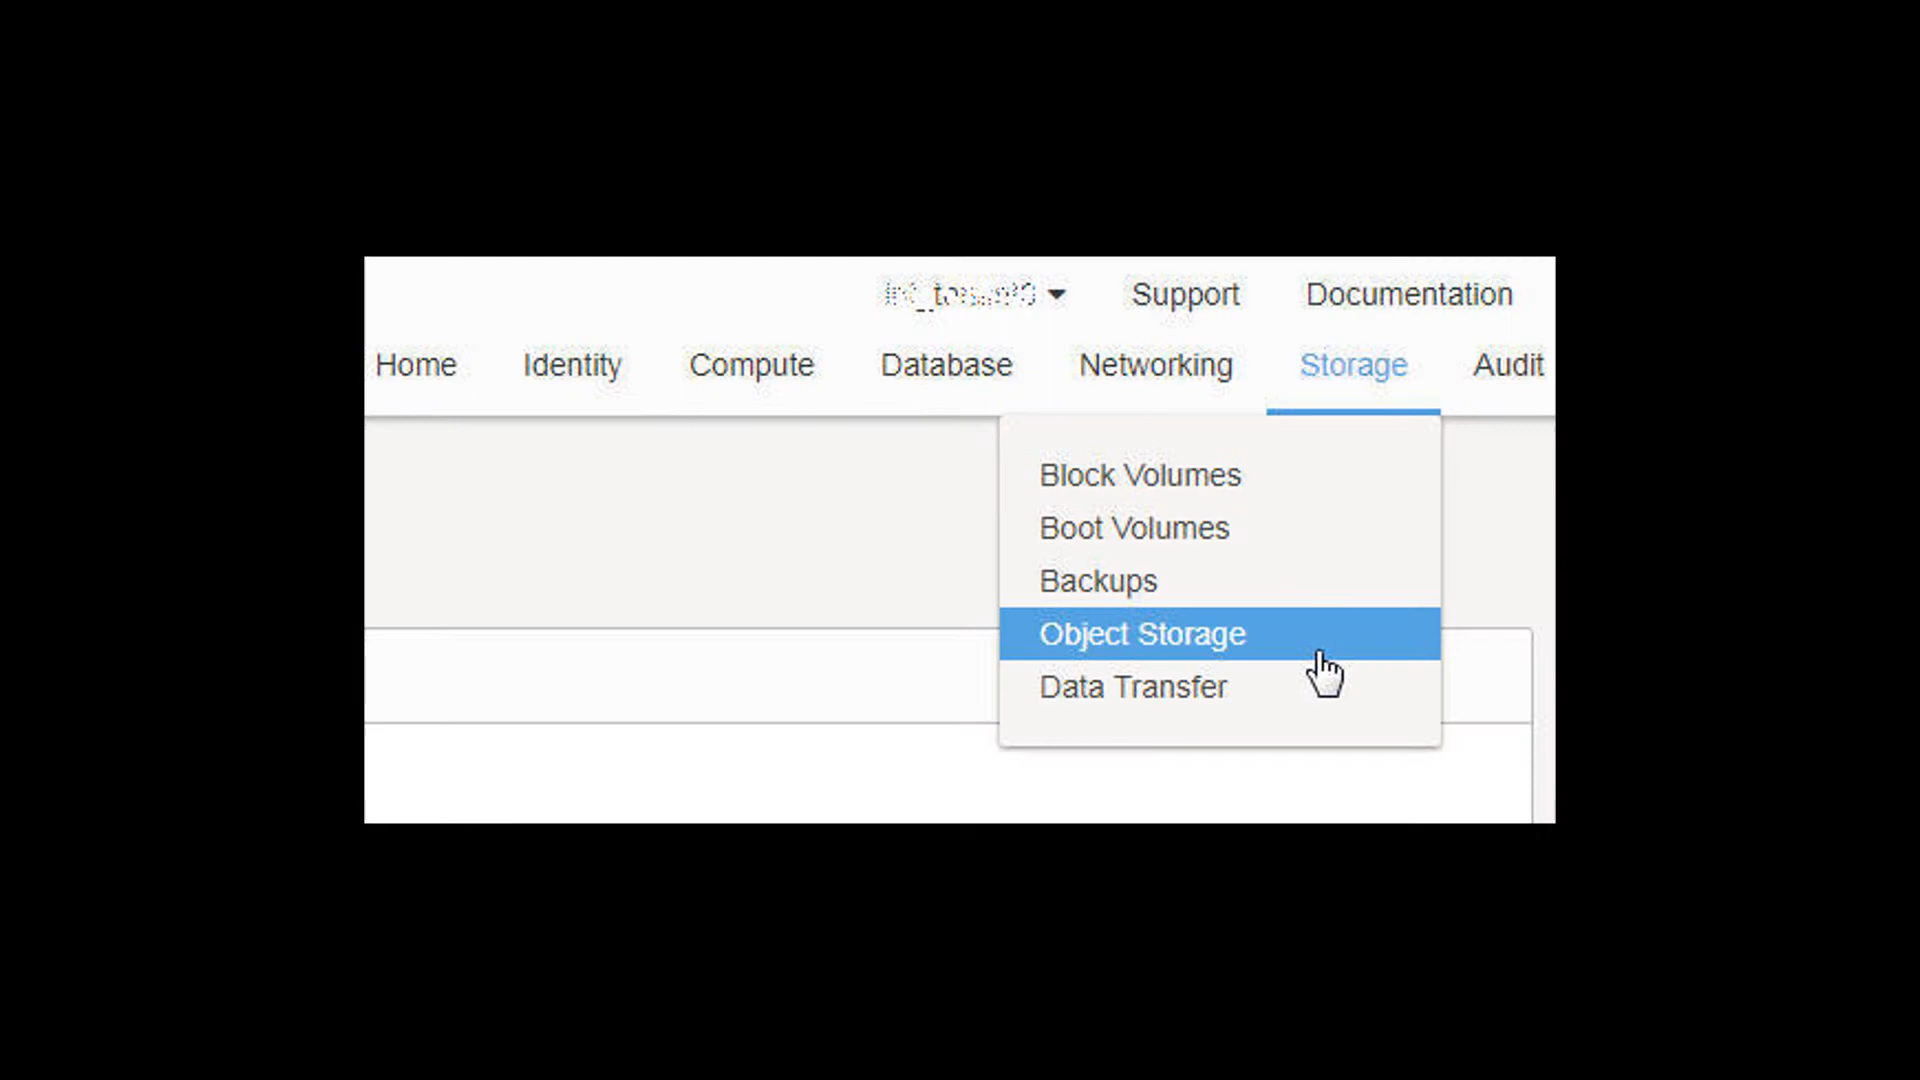 Support Documentation
Home Identity Compute Database Networking Storage Audit
Block Volumes
Boot Volumes
Backups
Object Storage
Data Transfer